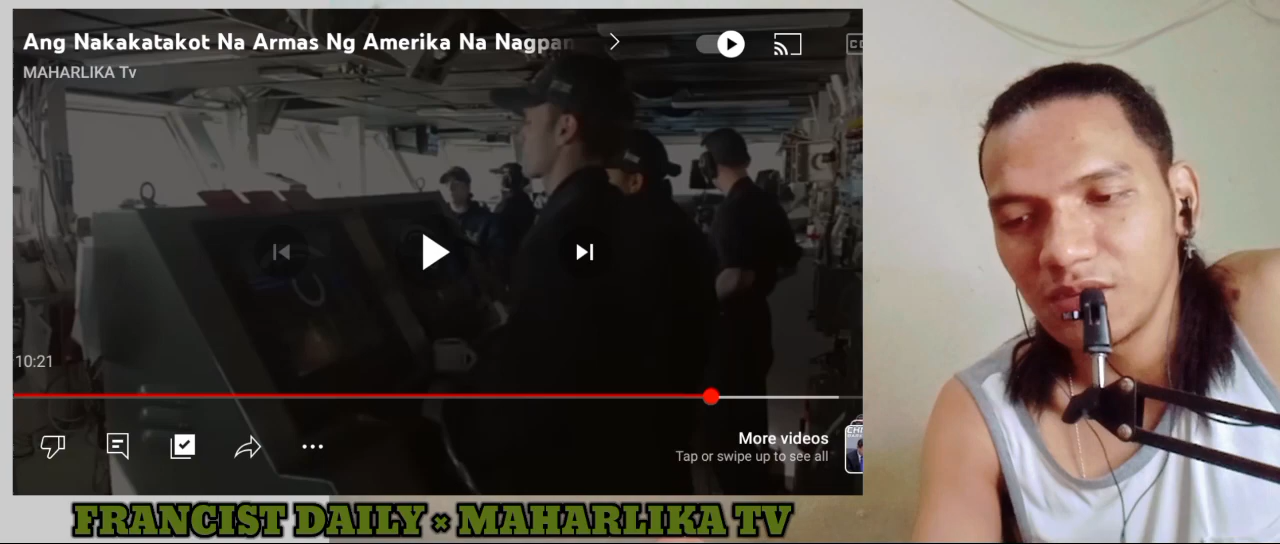 Ang Nakakatakot Na Armas Ng Amerika Na Nagpan
MAHARLIKA Tv
10:21
More videos
Tap or swipe up to see all
FRANCIST DAILY × MAHARLIKA TV